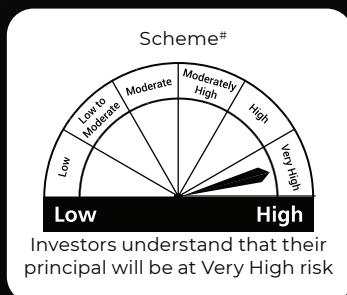 Scheme#
Low
Low to
Moderate
Moderate
Moderately
High
High
Very High
Low High
Investors understand that their
principal will be at Very High risk